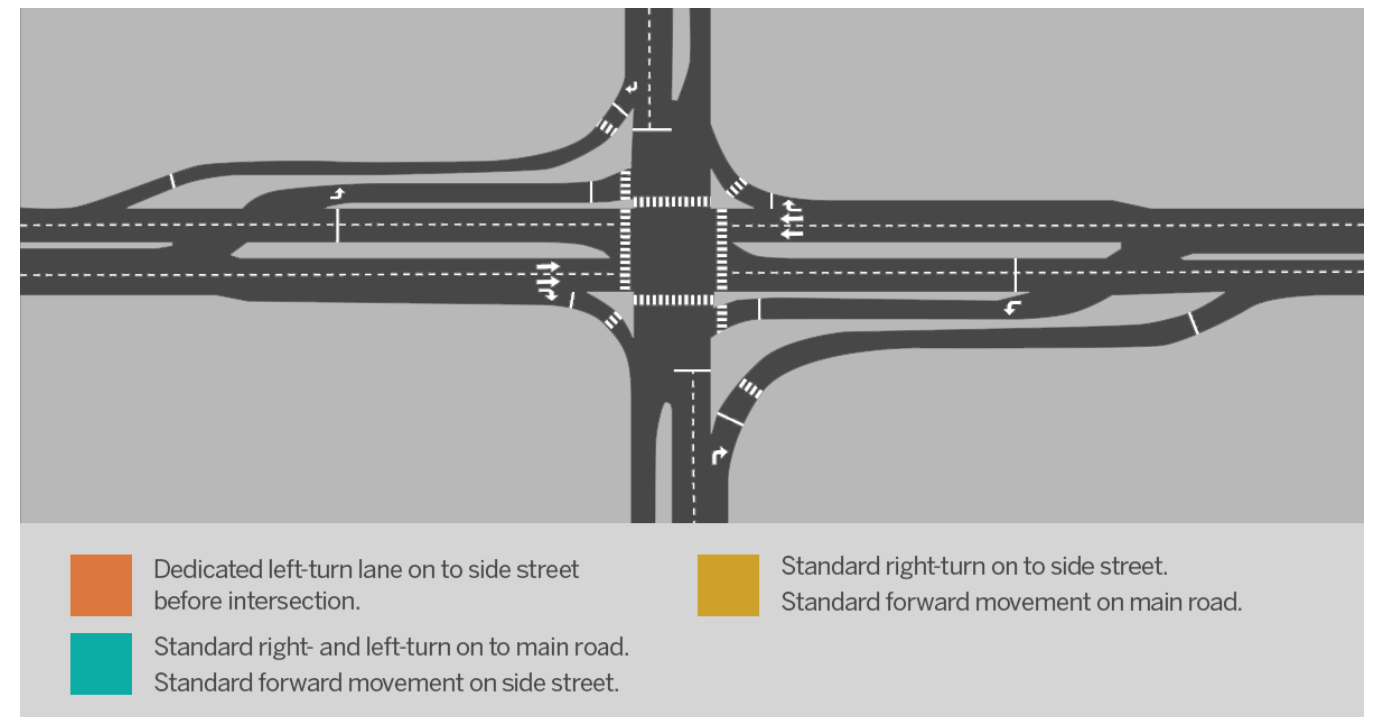 Dedicated left-turn lane on to side street
before intersection.
Standard right- and left-turn on to main road.
Standard forward movement on side street.
Standard right-turn on to side street.
Standard forward movement on main road.